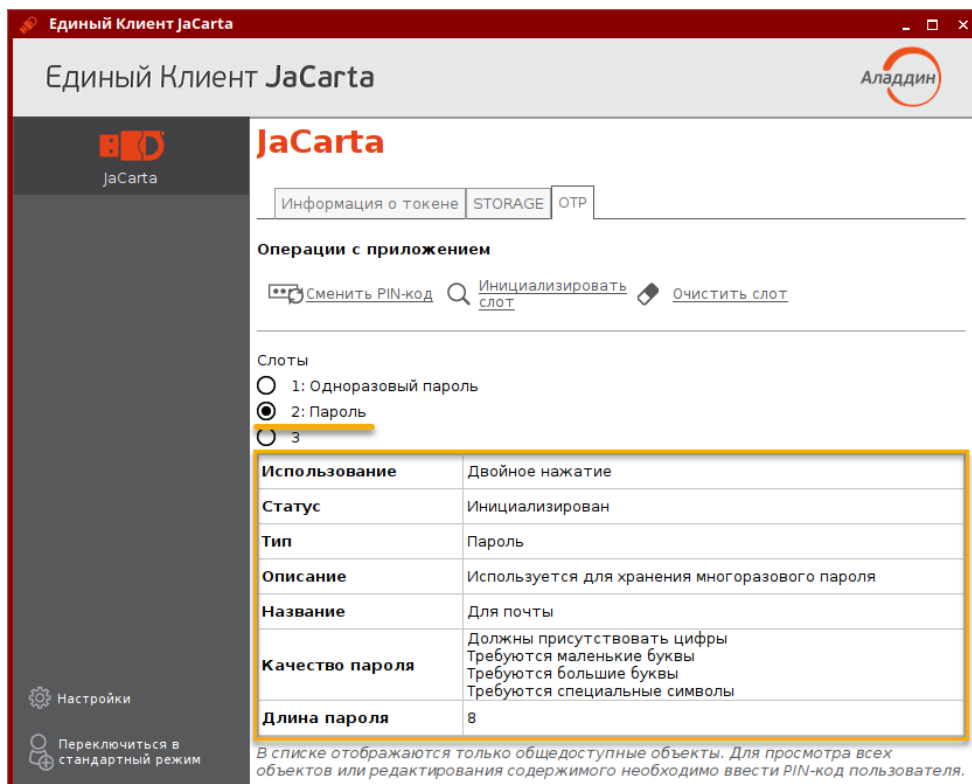 Единый Клиент JaCarta
Единый Клиент JaCarta
Аладдин
JaCarta
JaCarta
Информация о токене STORAGE OTP
Операции с приложением
Сменить PIN-код Инициализировать слот Очистить слот
Слоты
1: Одноразовый пароль
2: Пароль
3
Использование Двойное нажатие
Статус Инициализирован
Тип Пароль
Описание Используется для хранения многоразового пароля
Название Для почты
Качество пароля Должны присутствовать цифры
Требуются маленькие буквы
Требуются большие буквы
Требуются специальные символы
Длина пароля 8
В списке отображаются только общедоступные объекты. Для просмотра всех
объектов или редактирования содержимого необходимо ввести PIN-код пользователя.
Настройки
Переключиться в
стандартный режим